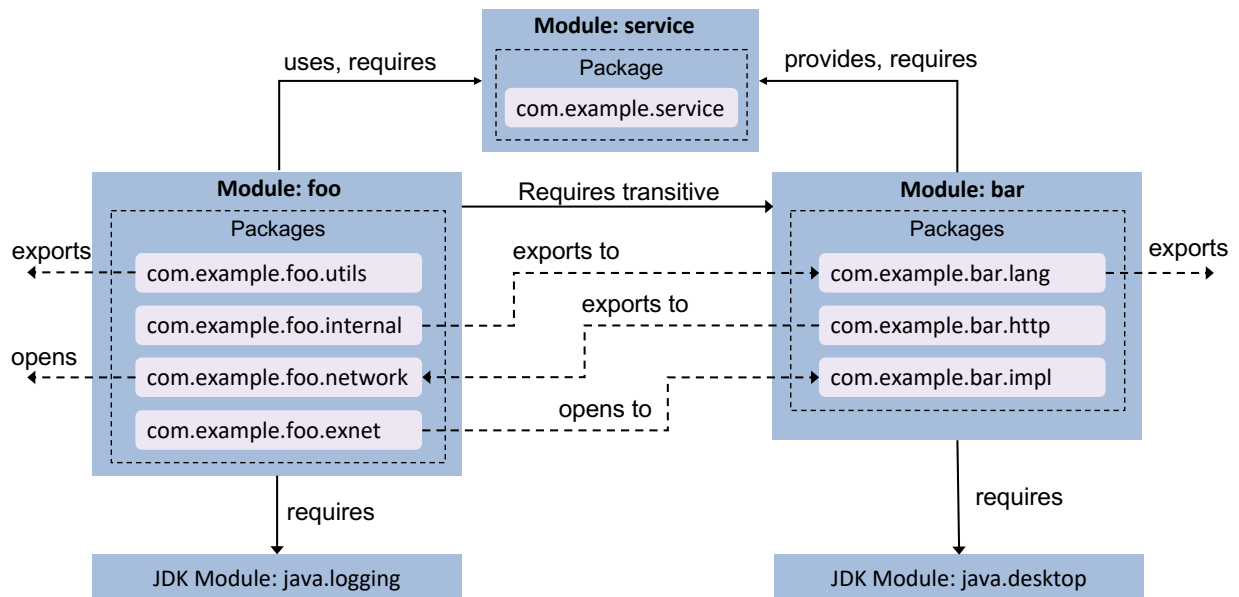 Module: service
uses, requires
provides, requires
Package
com.example.service
Module: foo
Requires transitive
Module: bar
Packages
Packages
exports
com.example.foo.utils
exports to
com.example.bar.lang
exports
com.example.foo.internal
exports to
com.example.bar.http
opens
com.example.foo.network
com.example.bar.impl
opens to
com.example.foo.exnet
requires
requires
JDK Module: java.logging
JDK Module: java.desktop